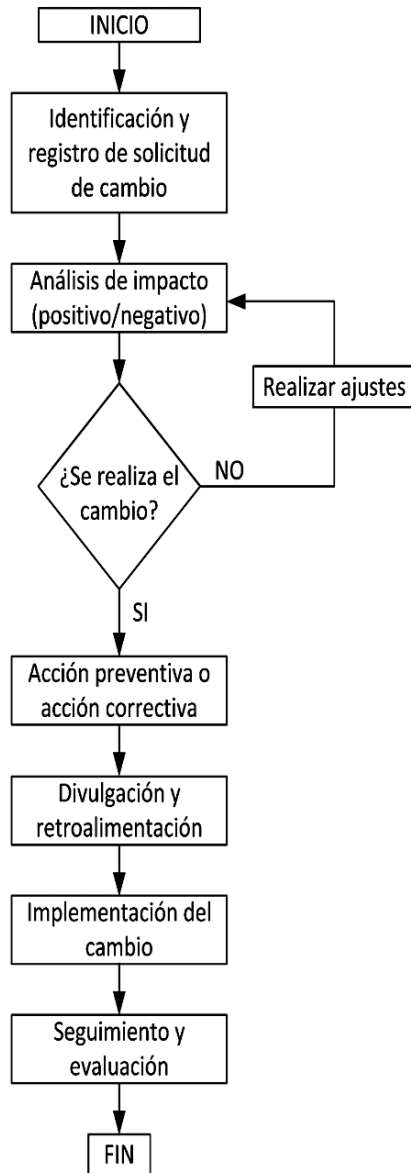 INICIO
Identificación y
registro de solicitud
de cambio
Análisis de impacto
(positivo/negativo)
Realizar ajustes
¿Se realiza el
cambio?
NO
SI
Acción preventiva o
acción correctiva
Divulgación y
retroalimentación
Implementación del
cambio
Seguimiento y
evaluación
FIN